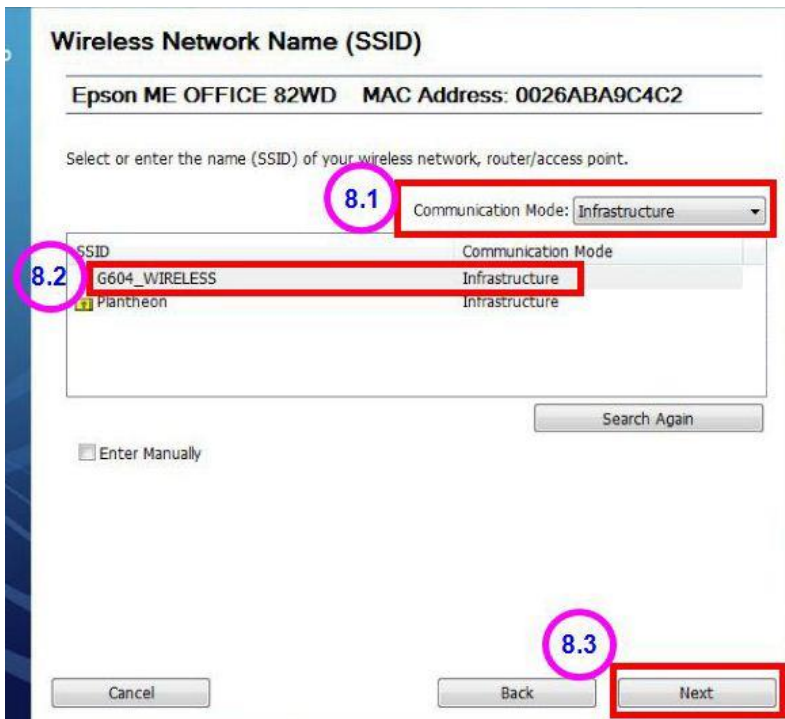 Wireless Network Name (SSID)
Epson ME OFFICE 82WD MAC Address: 0026ABA9C4C2
Select or enter the name (SSID) of your wireless network, router/access point.
8.1
Communication Mode: Infrastructure
SSID Communication Mode
8.2
G604_WIRELESS Infrastructure
Plantheon Infrastructure
Search Again
Enter Manually
8.3
Cancel Back Next